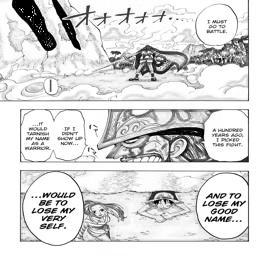 オオオオオ...
I MUST
GO TO
BATTLE.
A HUNDRED
YEARS AGO,
I PICKED
THIS FIGHT.
IF I
DIDN'T
SHOW UP
NOW...
...IT
WOULD
TARNISH
MY NAME
AS A
WARRIOR.
AND TO
LOSE MY
GOOD
NAME...
...WOULD
BE TO
LOSE MY
VERY
SELF.